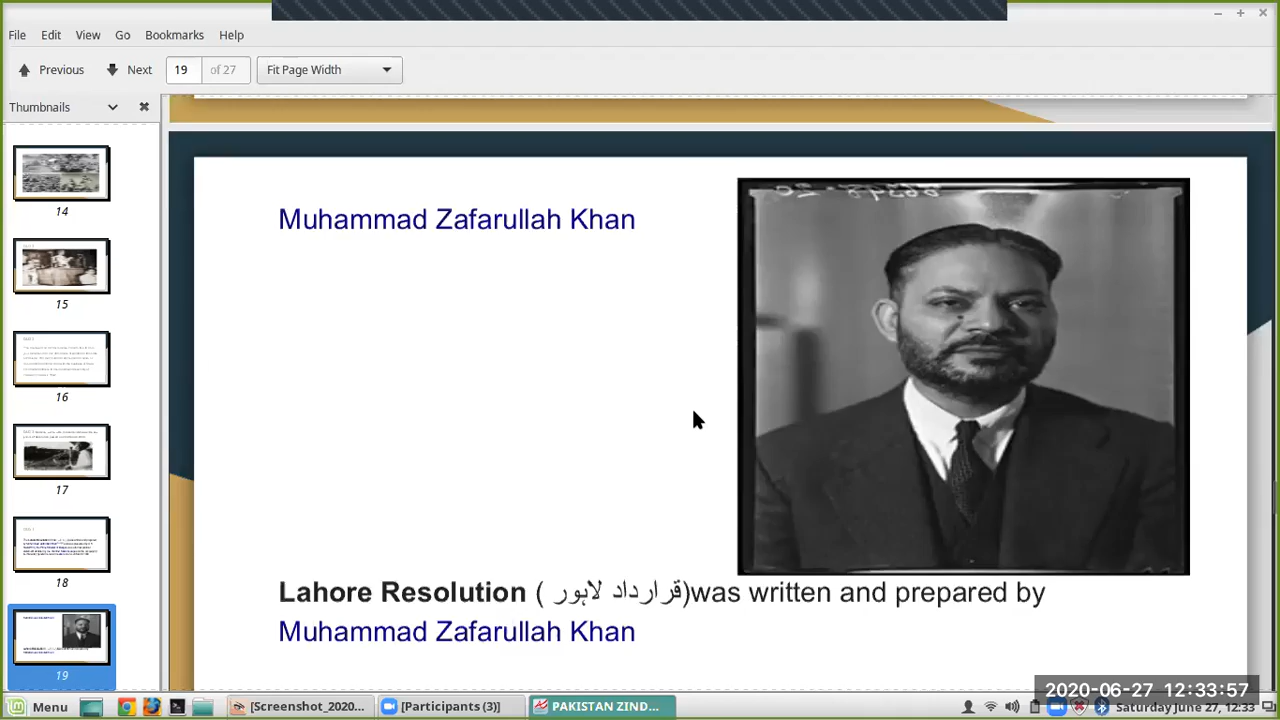 File Edit View Go Bookmarks Help
Previous Next 19 of 27 Fit Page Width
Thumbnails
14
15
16
17
18
19
Muhammad Zafarullah Khan
Lahore Resolution ( قرارداد لاہور)was written and prepared by
Muhammad Zafarullah Khan
2020-06-27 12:33:57
Menu [Screenshot_2020... [Participants (3)] PAKISTAN ZIND... Saturday June 27, 12:33